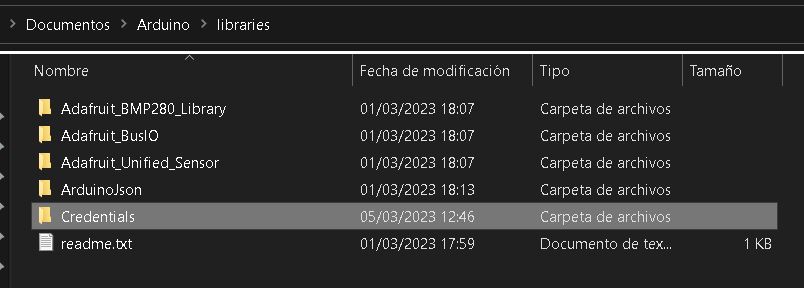 Documentos > Arduino > libraries
Nombre Fecha de modificación Tipo Tamaño
Adafruit_BMP280_Library 01/03/2023 18:07 Carpeta de archivos
Adafruit_BusIO 01/03/2023 18:07 Carpeta de archivos
Adafruit_Unified_Sensor 01/03/2023 18:07 Carpeta de archivos
ArduinoJson 01/03/2023 18:13 Carpeta de archivos
Credentials 05/03/2023 12:46 Carpeta de archivos
readme.txt 01/03/2023 17:59 Documento de tex... 1 KB